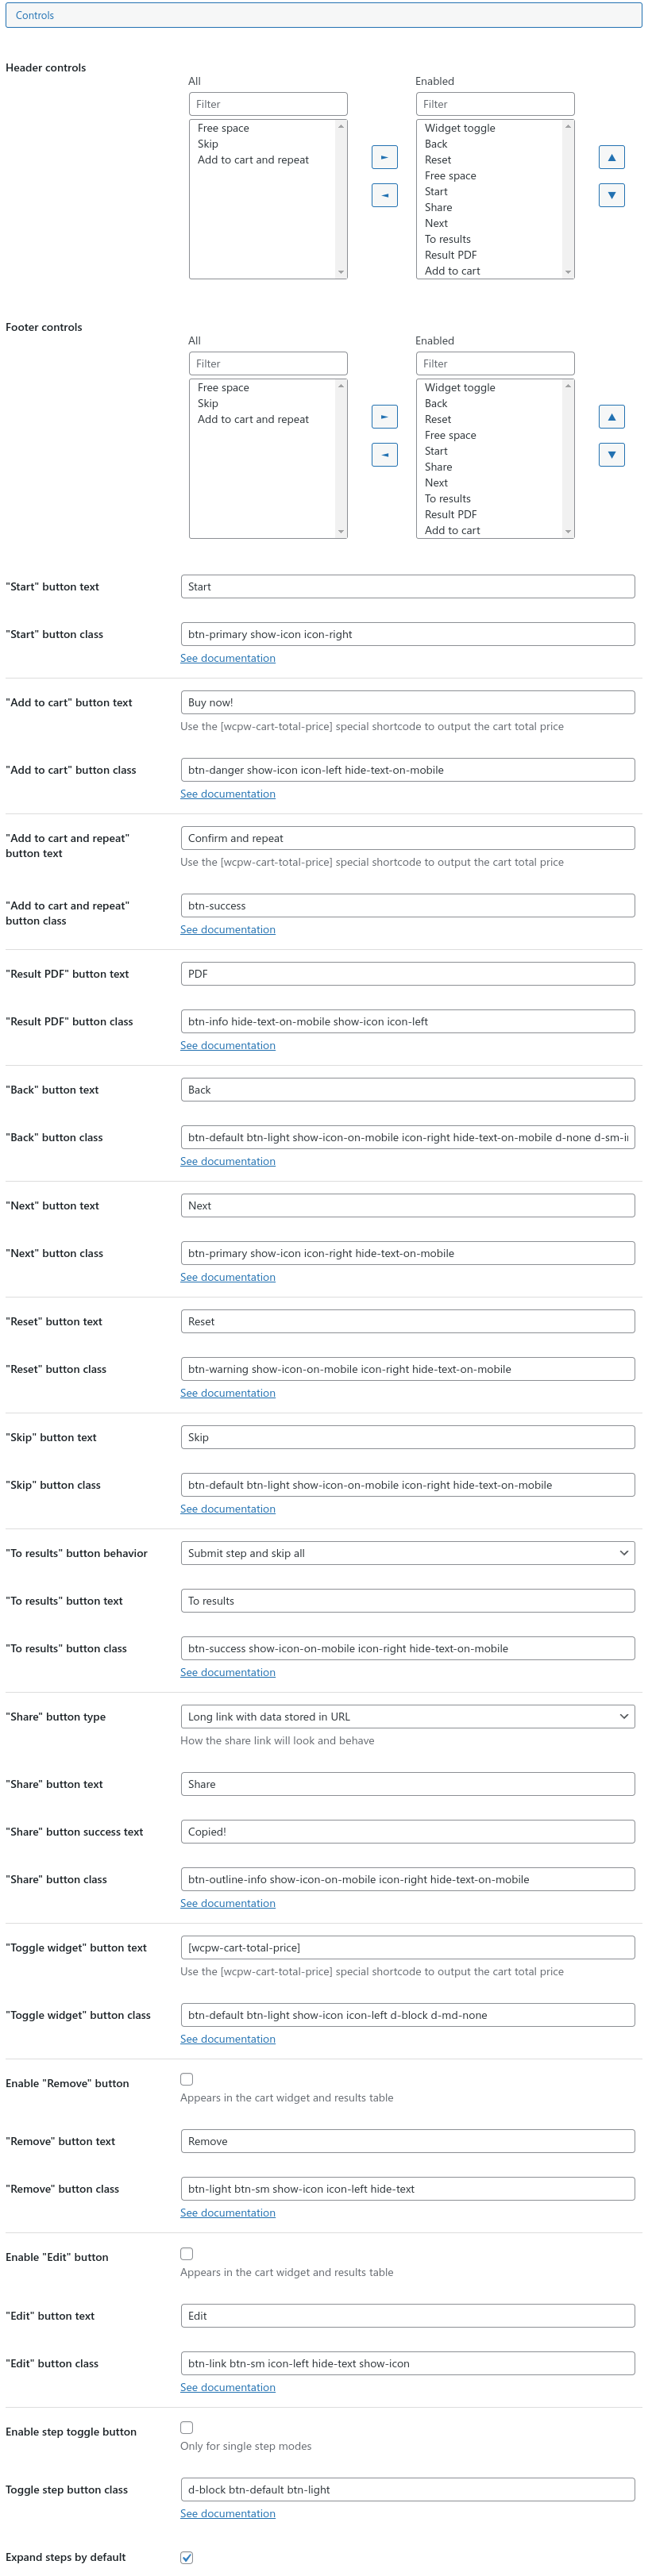 Controls
Header controls
All
Enabled
Filter
Filter
Free space
Skip
Add to cart and repeat
Widget toggle
Back
Reset
Free space
Start
Share
Next
To results
Result PDF
Add to cart
Footer controls
All
Enabled
Filter
Filter
Free space
Skip
Add to cart and repeat
Widget toggle
Back
Reset
Free space
Start
Share
Next
To results
Result PDF
Add to cart
"Start" button text
Start
"Start" button class
btn-primary show-icon icon-right
See documentation
"Add to cart" button text
Buy now!
Use the [wcpw-cart-total-price] special shortcode to output the cart total price
"Add to cart" button class
btn-danger show-icon icon-left hide-text-on-mobile
See documentation
"Add to cart and repeat"
button text
Confirm and repeat
Use the [wcpw-cart-total-price] special shortcode to output the cart total price
"Add to cart and repeat"
button class
btn-success
See documentation
"Result PDF" button text
PDF
"Result PDF" button class
btn-info hide-text-on-mobile show-icon icon-left
See documentation
"Back" button text
Back
"Back" button class
btn-default btn-light show-icon-on-mobile icon-right hide-text-on-mobile d-none d-sm-i
See documentation
"Next" button text
Next
"Next" button class
btn-primary show-icon icon-right hide-text-on-mobile
See documentation
"Reset" button text
Reset
"Reset" button class
btn-warning show-icon-on-mobile icon-right hide-text-on-mobile
See documentation
"Skip" button text
Skip
"Skip" button class
btn-default btn-light show-icon-on-mobile icon-right hide-text-on-mobile
See documentation
"To results" button behavior
Submit step and skip all
"To results" button text
To results
"To results" button class
btn-success show-icon-on-mobile icon-right hide-text-on-mobile
See documentation
"Share" button type
Long link with data stored in URL
How the share link will look and behave
"Share" button text
Share
"Share" button success text
Copied!
"Share" button class
btn-outline-info show-icon-on-mobile icon-right hide-text-on-mobile
See documentation
"Toggle widget" button text
[wcpw-cart-total-price]
Use the [wcpw-cart-total-price] special shortcode to output the cart total price
"Toggle widget" button class
btn-default btn-light show-icon icon-left d-block d-md-none
See documentation
Enable "Remove" button
Appears in the cart widget and results table
"Remove" button text
Remove
"Remove" button class
btn-light btn-sm show-icon icon-left hide-text
See documentation
Enable "Edit" button
Appears in the cart widget and results table
"Edit" button text
Edit
"Edit" button class
btn-link btn-sm icon-left hide-text show-icon
See documentation
Enable step toggle button
Only for single step modes
Toggle step button class
d-block btn-default btn-light
See documentation
Expand steps by default